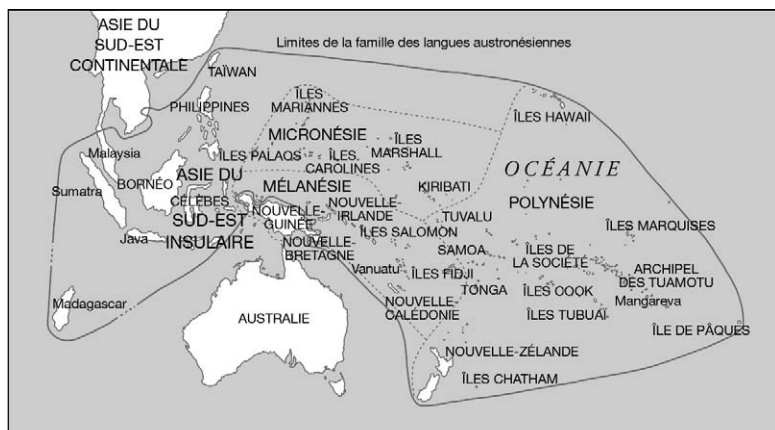 ASIE DU
SUD-EST
CONTINENTALE
Limites de la famille des langues austronésiennes
TAÏWAN
PHILIPPINES
ÎLES
MARIANNES
ÎLES HAWAII
MICRONÉSIE
Malaysia
ÎLES PALAOS
ÎLES
CAROLINES
ÎLES
MARSHALL
OCÉANIE
Sumatra
BORNÉO
ASIE DU
SUD-EST
INSULAIRE
CÉLÈBES
MÉLANÉSIE
KIRIBATI
POLYNÉSIE
NOUVELLE-
GUINÉE
NOUVELLE-
IRLANDE
TUVALU
ÎLES MARQUISES
Java
NOUVELLE-
BRETAGNE
ÎLES SALOMON
SAMOA
ÎLES DE
LA SOCIÉTÉ
Vanuatu
ÎLES FIDJI
ARCHIPEL
DES TUAMOTU
Madagascar
TONGA
ÎLES COOK
Mangareva
AUSTRALIE
NOUVELLE-
CALÉDONIE
ÎLES TUBUAÏ
ÎLE DE PÂQUES
NOUVELLE-ZÉLANDE
ÎLES CHATHAM